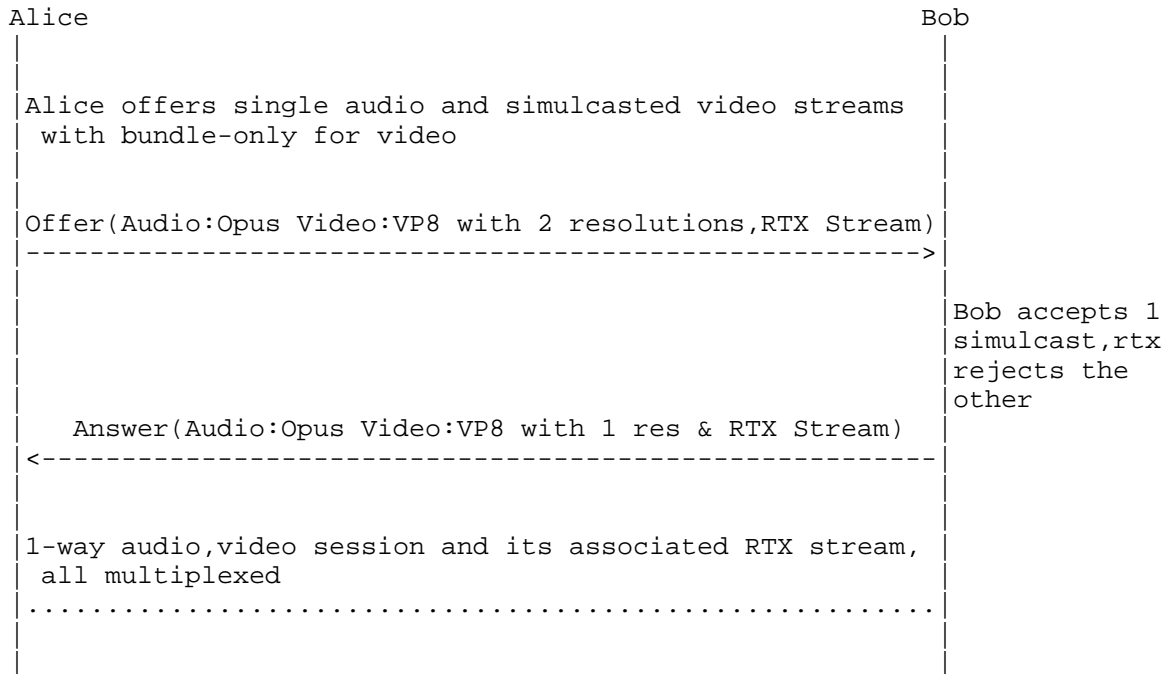 Alice Bob
Alice offers single audio and simulcasted video streams
with bundle-only for video
Offer(Audio:Opus Video:VP8 with 2 resolutions,RTX Stream)
Bob accepts 1
simulcast,rtx
rejects the
other
Answer(Audio:Opus Video:VP8 with 1 res & RTX Stream)
1-way audio,video session and its associated RTX stream,
all multiplexed